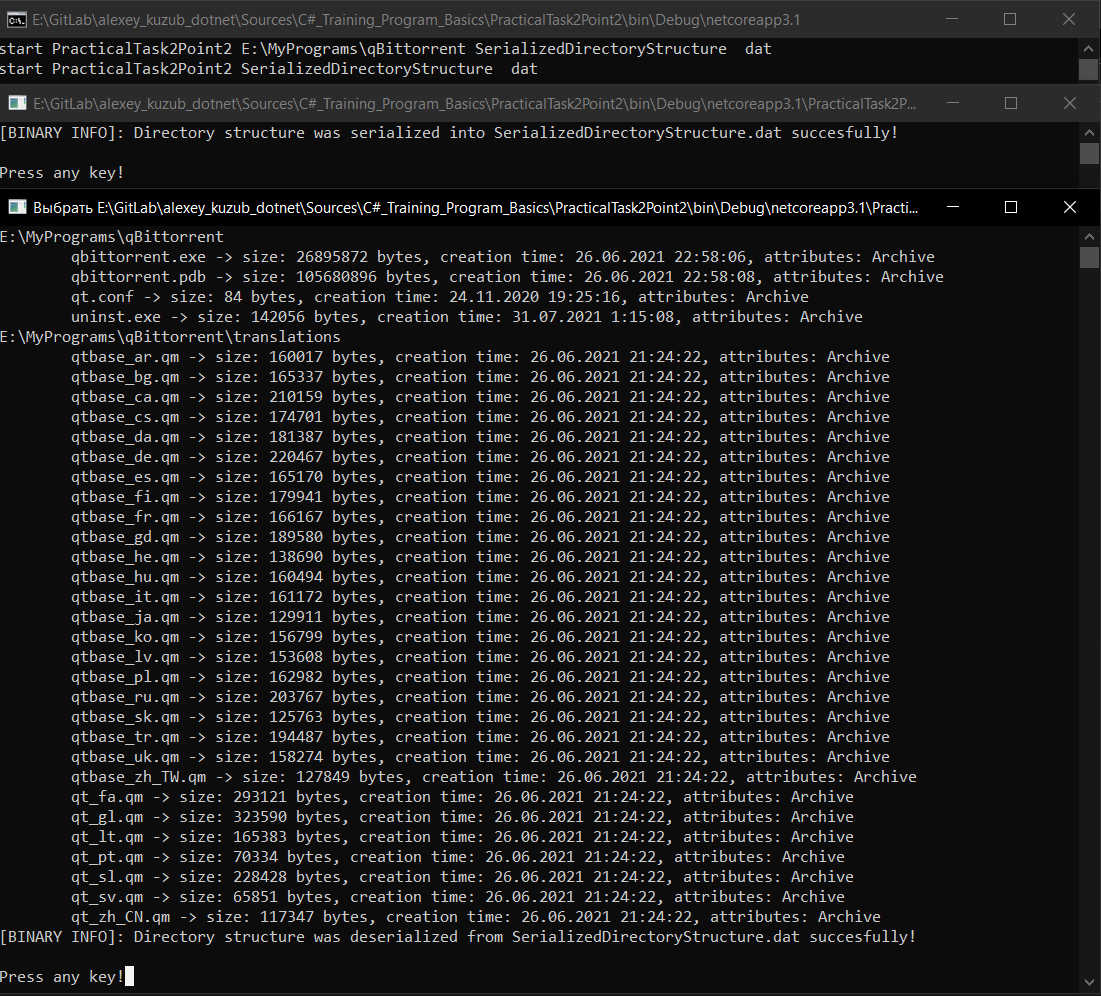 E:\GitLab\alexey_kuzub_dotnet\Sources\C#_Training_Program_Basics\PracticalTask2Point2\bin\Debug\netcoreapp3.1
start PracticalTask2Point2 E:\MyPrograms\qBittorrent SerializedDirectoryStructure  dat
start PracticalTask2Point2 SerializedDirectoryStructure  dat
E:\GitLab\alexey_kuzub_dotnet\Sources\C#_Training_Program_Basics\PracticalTask2Point2\bin\Debug\netcoreapp3.1\PracticalTask2P...
[BINARY INFO]: Directory structure was serialized into SerializedDirectoryStructure.dat succesfully!
Press any key!
Выбрать E:\GitLab\alexey_kuzub_dotnet\Sources\C#_Training_Program_Basics\PracticalTask2Point2\bin\Debug\netcoreapp3.1\Practi...
E:\MyPrograms\qBittorrent
qbittorrent.exe -> size: 26895872 bytes, creation time: 26.06.2021 22:58:06, attributes: Archive
qbittorrent.pdb -> size: 105680896 bytes, creation time: 26.06.2021 22:58:08, attributes: Archive
qt.conf -> size: 84 bytes, creation time: 24.11.2020 19:25:16, attributes: Archive
uninst.exe -> size: 142056 bytes, creation time: 31.07.2021 1:15:08, attributes: Archive
E:\MyPrograms\qBittorrent\translations
qtbase_ar.qm -> size: 160017 bytes, creation time: 26.06.2021 21:24:22, attributes: Archive
qtbase_bg.qm -> size: 165337 bytes, creation time: 26.06.2021 21:24:22, attributes: Archive
qtbase_ca.qm -> size: 210159 bytes, creation time: 26.06.2021 21:24:22, attributes: Archive
qtbase_cs.qm -> size: 174701 bytes, creation time: 26.06.2021 21:24:22, attributes: Archive
qtbase_da.qm -> size: 181387 bytes, creation time: 26.06.2021 21:24:22, attributes: Archive
qtbase_de.qm -> size: 220467 bytes, creation time: 26.06.2021 21:24:22, attributes: Archive
qtbase_es.qm -> size: 165170 bytes, creation time: 26.06.2021 21:24:22, attributes: Archive
qtbase_fi.qm -> size: 179941 bytes, creation time: 26.06.2021 21:24:22, attributes: Archive
qtbase_fr.qm -> size: 166167 bytes, creation time: 26.06.2021 21:24:22, attributes: Archive
qtbase_gd.qm -> size: 189580 bytes, creation time: 26.06.2021 21:24:22, attributes: Archive
qtbase_he.qm -> size: 138690 bytes, creation time: 26.06.2021 21:24:22, attributes: Archive
qtbase_hu.qm -> size: 160494 bytes, creation time: 26.06.2021 21:24:22, attributes: Archive
qtbase_it.qm -> size: 161172 bytes, creation time: 26.06.2021 21:24:22, attributes: Archive
qtbase_ja.qm -> size: 129911 bytes, creation time: 26.06.2021 21:24:22, attributes: Archive
qtbase_ko.qm -> size: 156799 bytes, creation time: 26.06.2021 21:24:22, attributes: Archive
qtbase_lv.qm -> size: 153608 bytes, creation time: 26.06.2021 21:24:22, attributes: Archive
qtbase_pl.qm -> size: 162982 bytes, creation time: 26.06.2021 21:24:22, attributes: Archive
qtbase_ru.qm -> size: 203767 bytes, creation time: 26.06.2021 21:24:22, attributes: Archive
qtbase_sk.qm -> size: 125763 bytes, creation time: 26.06.2021 21:24:22, attributes: Archive
qtbase_tr.qm -> size: 194487 bytes, creation time: 26.06.2021 21:24:22, attributes: Archive
qtbase_uk.qm -> size: 158274 bytes, creation time: 26.06.2021 21:24:22, attributes: Archive
qtbase_zh_TW.qm -> size: 127849 bytes, creation time: 26.06.2021 21:24:22, attributes: Archive
qt_fa.qm -> size: 293121 bytes, creation time: 26.06.2021 21:24:22, attributes: Archive
qt_gl.qm -> size: 323590 bytes, creation time: 26.06.2021 21:24:22, attributes: Archive
qt_lt.qm -> size: 165383 bytes, creation time: 26.06.2021 21:24:22, attributes: Archive
qt_pt.qm -> size: 70334 bytes, creation time: 26.06.2021 21:24:22, attributes: Archive
qt_sl.qm -> size: 228428 bytes, creation time: 26.06.2021 21:24:22, attributes: Archive
qt_sv.qm -> size: 65851 bytes, creation time: 26.06.2021 21:24:22, attributes: Archive
qt_zh_CN.qm -> size: 117347 bytes, creation time: 26.06.2021 21:24:22, attributes: Archive
[BINARY INFO]: Directory structure was deserialized from SerializedDirectoryStructure.dat succesfully!
Press any key!